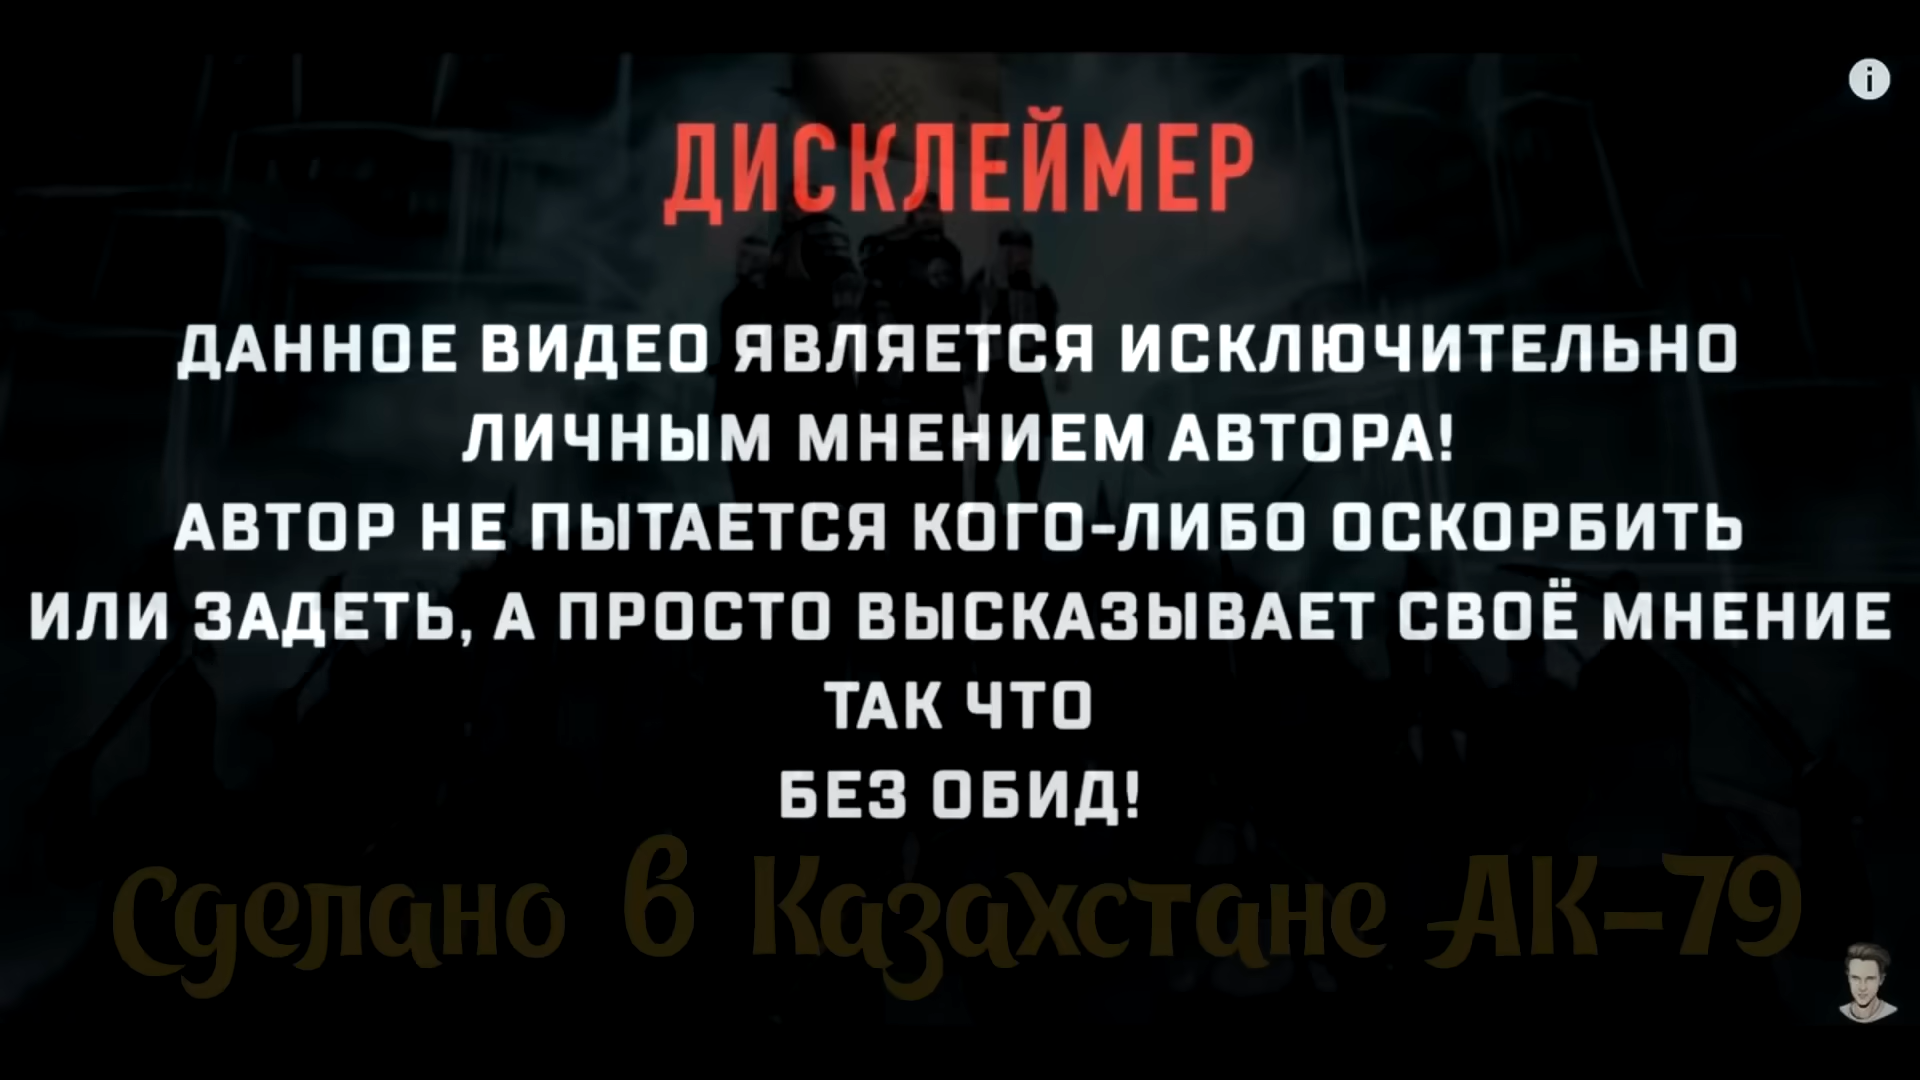 ДИСКЛЕЙМЕР
ДАННОЕ ВИДЕО ЯВЛЯЕТСЯ ИСКЛЮЧИТЕЛЬНО
ЛИЧНЫМ МНЕНИЕМ АВТОРА!
АВТОР НЕ ПЫТАЕТСЯ КОГО-ЛИБО ОСКОРБИТЬ
ИЛИ ЗАДЕТЬ, А ПРОСТО ВЫСКАЗЫВАЕТ СВОЁ МНЕНИЕ
ТАК ЧТО
БЕЗ ОБИД!
Сделано в Казахстане АК-79